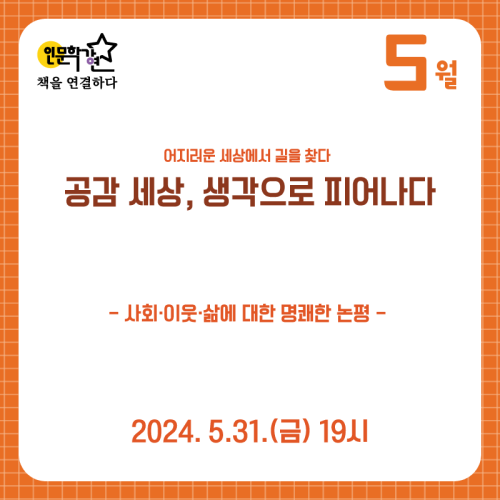 인문학강연
책을 연결하다
5월
어지러운 세상에서 길을 찾다
공감 세상, 생각으로 피어나다
- 사회·이웃·삶에 대한 명쾌한 논평 -
2024. 5.31.(금) 19시